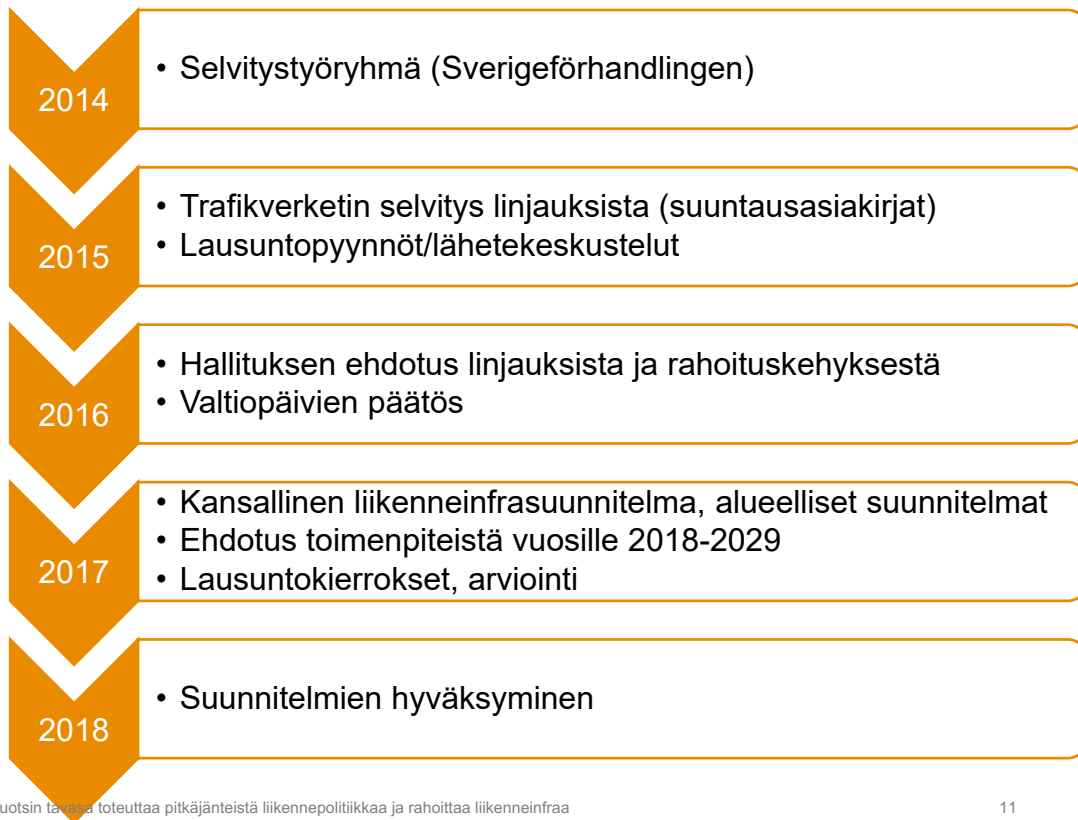 2014
• Selvitystyöryhmä (Sverigeförhandlingen)
2015
• Trafikverketin selvitys linjauksista (suuntausasiakirjat)
• Lausuntopyynnöt/lähetekeskustelut
2016
• Hallituksen ehdotus linjauksista ja rahoituskehyksestä
• Valtiopäivien päätös
2017
• Kansallinen liikenneinfrasuunnitelma, alueelliset suunnitelmat
• Ehdotus toimenpiteistä vuosille 2018-2029
• Lausuntokierrokset, arviointi
2018
• Suunnitelmien hyväksyminen
uotsin tavasa toteuttaa pitkäjänteistä liikennepolitiikkaa ja rahoittaa liikenneinfraa
11